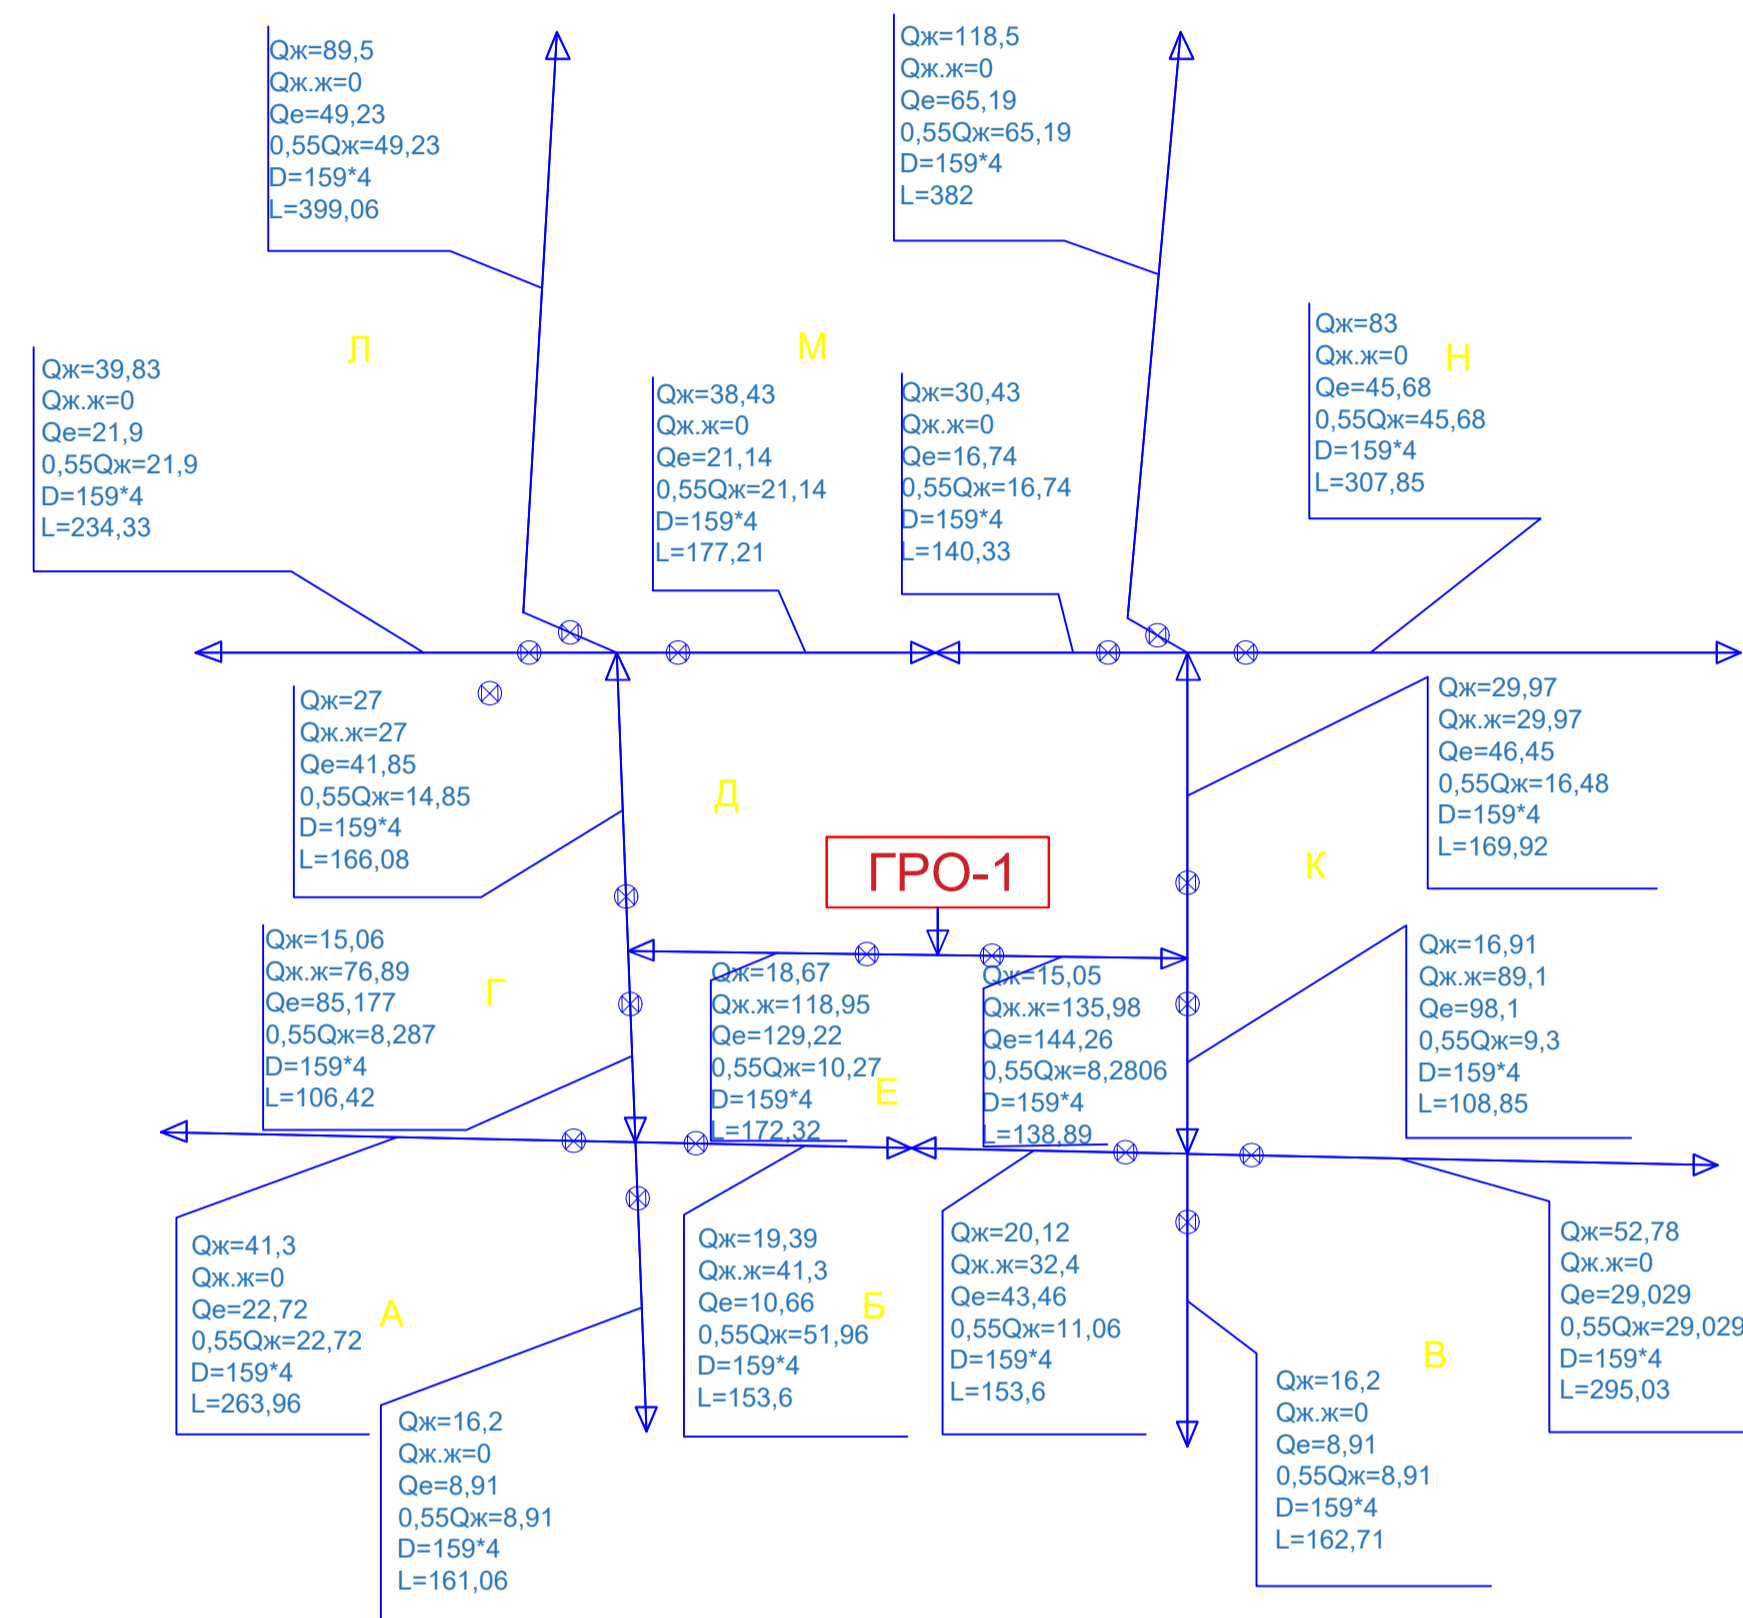 Qж=89,5
Qж.ж=0
Qе=49,23
0,55Qж=49,23
D=159*4
L=399,06
Qж=118,5
Qж.ж=0
Qе=65,19
0,55Qж=65,19
D=159*4
L=382
Л
М
Н
Qж=39,83
Qж.ж=0
Qе=21,9
0,55Qж=21,9
D=159*4
L=234,33
Qж=38,43
Qж.ж=0
Qе=21,14
0,55Qж=21,14
D=159*4
L=177,21
Qж=30,43
Qж.ж=0
Qе=16,74
0,55Qж=16,74
D=159*4
L=140,33
Qж=83
Qж.ж=0
Qе=45,68
0,55Qж=45,68
D=159*4
L=307,85
Qж=27
Qж.ж=27
Qе=41,85
0,55Qж=14,85
D=159*4
L=166,08
Д
ГРО-1
К
Qж=29,97
Qж.ж=29,97
Qе=46,45
0,55Qж=16,48
D=159*4
L=169,92
Qж=15,06
Qж.ж=76,89
Qе=85,177
0,55Qж=8,287
D=159*4
L=106,42
Г
Qж=18,67
Qж.ж=118,95
Qе=129,22
0,55Qж=10,27
D=159*4
L=172,32
Е
Qж=15,05
Qж.ж=135,98
Qе=144,26
0,55Qж=8,2806
D=159*4
L=138,89
Qж=16,91
Qж.ж=89,1
Qе=98,1
0,55Qж=9,3
D=159*4
L=108,85
Qж=41,3
Qж.ж=0
Qе=22,72
0,55Qж=22,72
D=159*4
L=263,96
А
Qж=16,2
Qж.ж=0
Qе=8,91
0,55Qж=8,91
D=159*4
L=161,06
Qж=19,39
Qж.ж=41,3
Qе=10,66
0,55Qж=51,96
D=159*4
L=153,6
Б
Qж=20,12
Qж.ж=32,4
Qе=43,46
0,55Qж=11,06
D=159*4
L=153,6
Qж=16,2
Qж.ж=0
Qе=8,91
0,55Qж=8,91
D=159*4
L=162,71
В
Qж=52,78
Qж.ж=0
Qе=29,029
0,55Qж=29,029
D=159*4
L=295,03